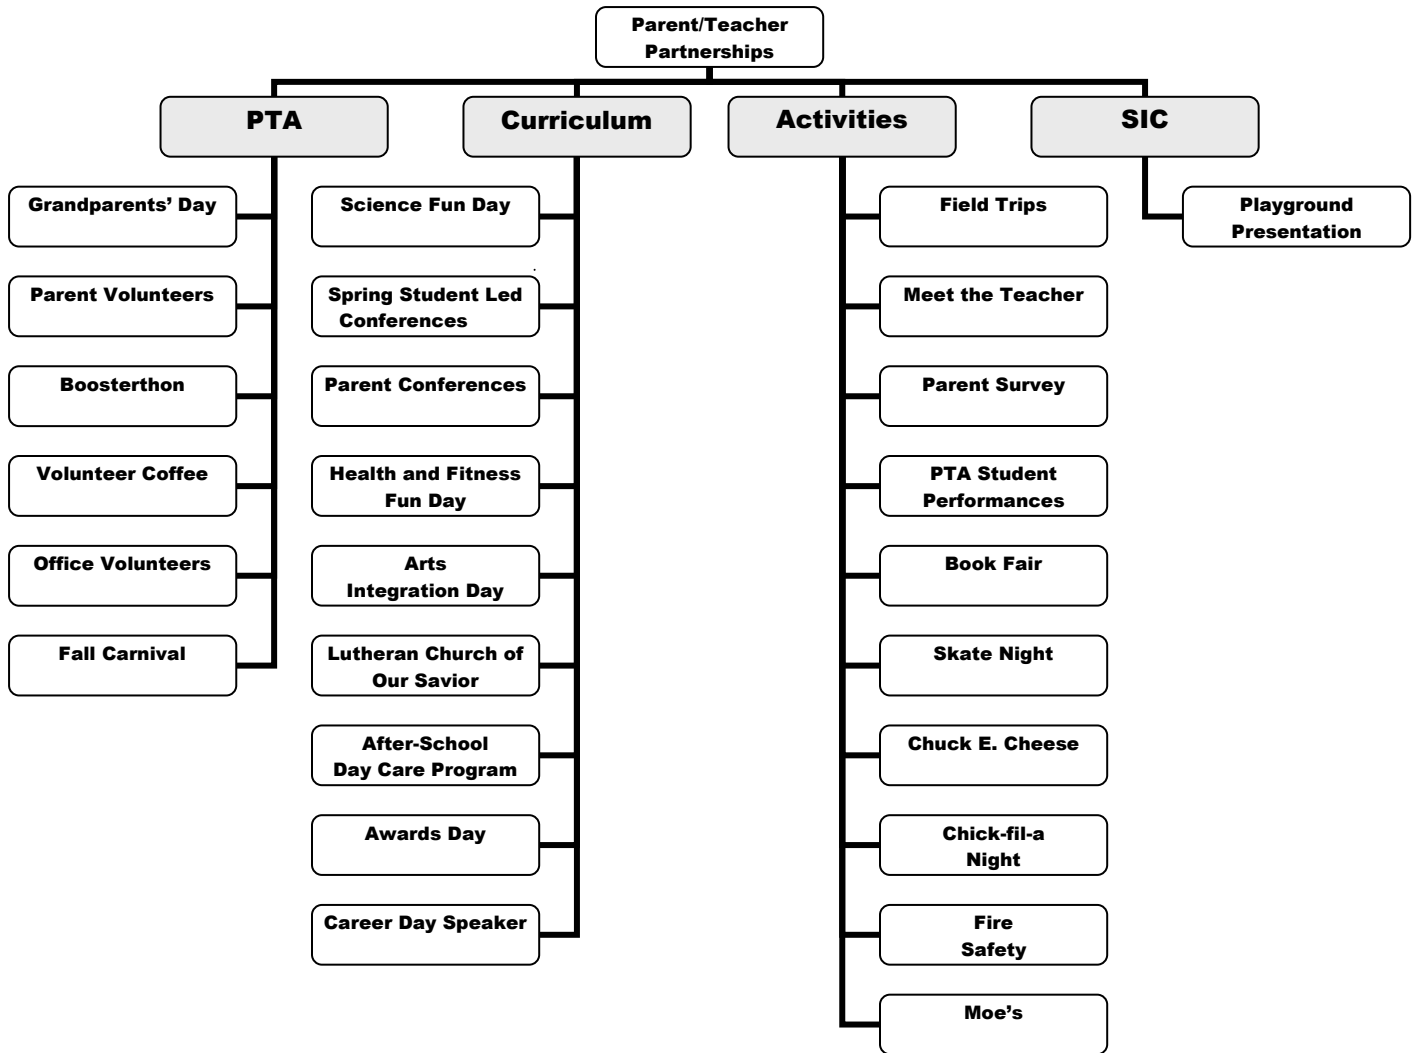 Parent/Teacher
Partnerships
PTA
Curriculum
Activities
SIC
Grandparents’ Day
Parent Volunteers
Boosterthon
Volunteer Coffee
Office Volunteers
Fall Carnival
Science Fun Day
Spring Student Led
Conferences
Parent Conferences
Health and Fitness
Fun Day
Arts
Integration Day
Lutheran Church of
Our Savior
After-School
Day Care Program
Awards Day
Career Day Speaker
Field Trips
Meet the Teacher
Parent Survey
PTA Student
Performances
Book Fair
Skate Night
Chuck E. Cheese
Chick-fil-a
Night
Fire
Safety
Moe’s
Playground
Presentation